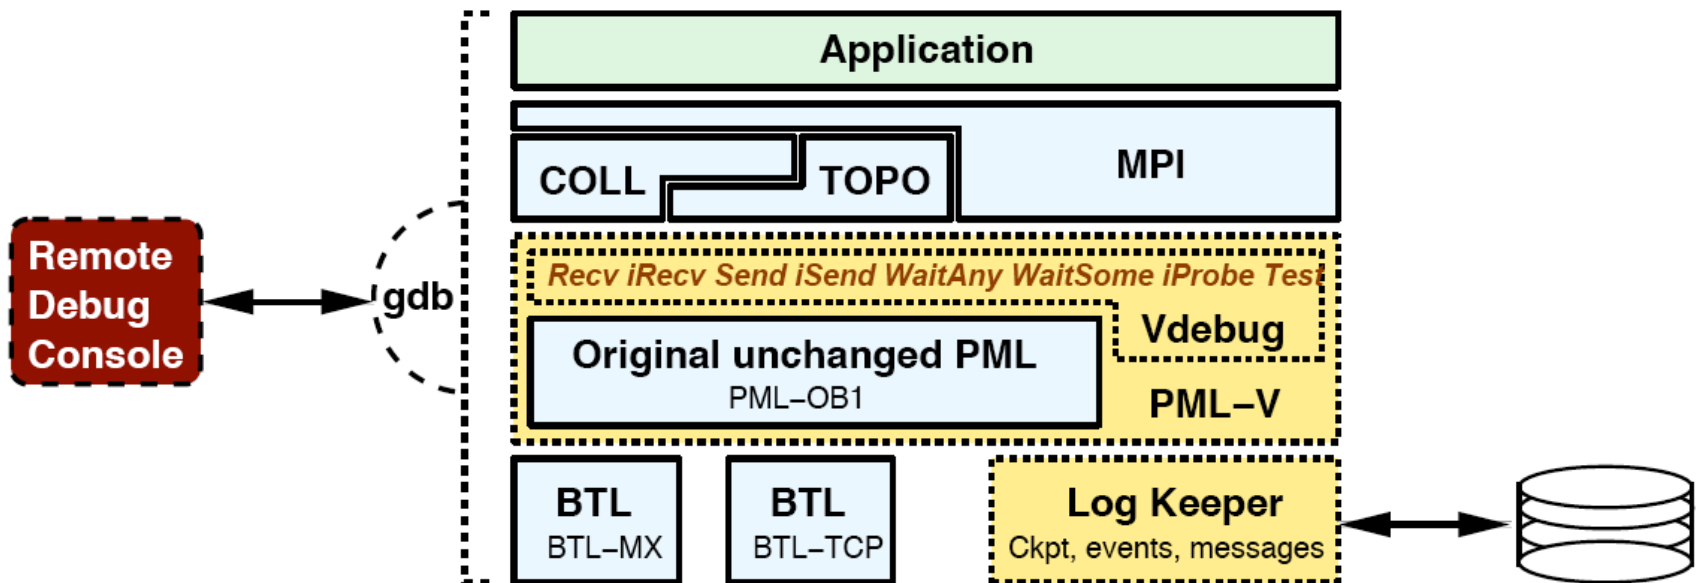 Application
MPI
COLL
TOPO
Remote
Debug
Console
gdb
Recv iRecv Send iSend WaitAny WaitSome iProbe Test
Vdebug
Original unchanged PML
PML–OB1
PML–V
BTL
BTL–MX
BTL
BTL–TCP
Log Keeper
Ckpt, events, messages